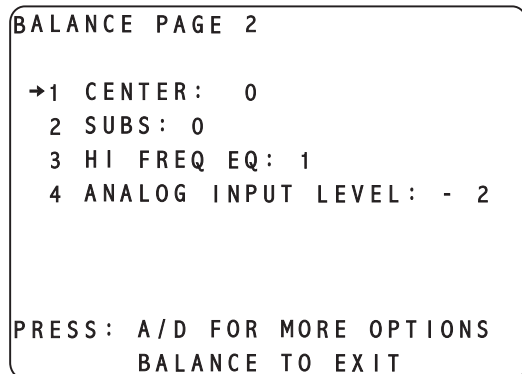 BALANCE PAGE 2
→1 CENTER: 0
2 SUBS: 0
3 HI FREQ EQ: 1
4 ANALOG INPUT LEVEL: - 2
PRESS: A/D FOR MORE OPTIONS
BALANCE TO EXIT